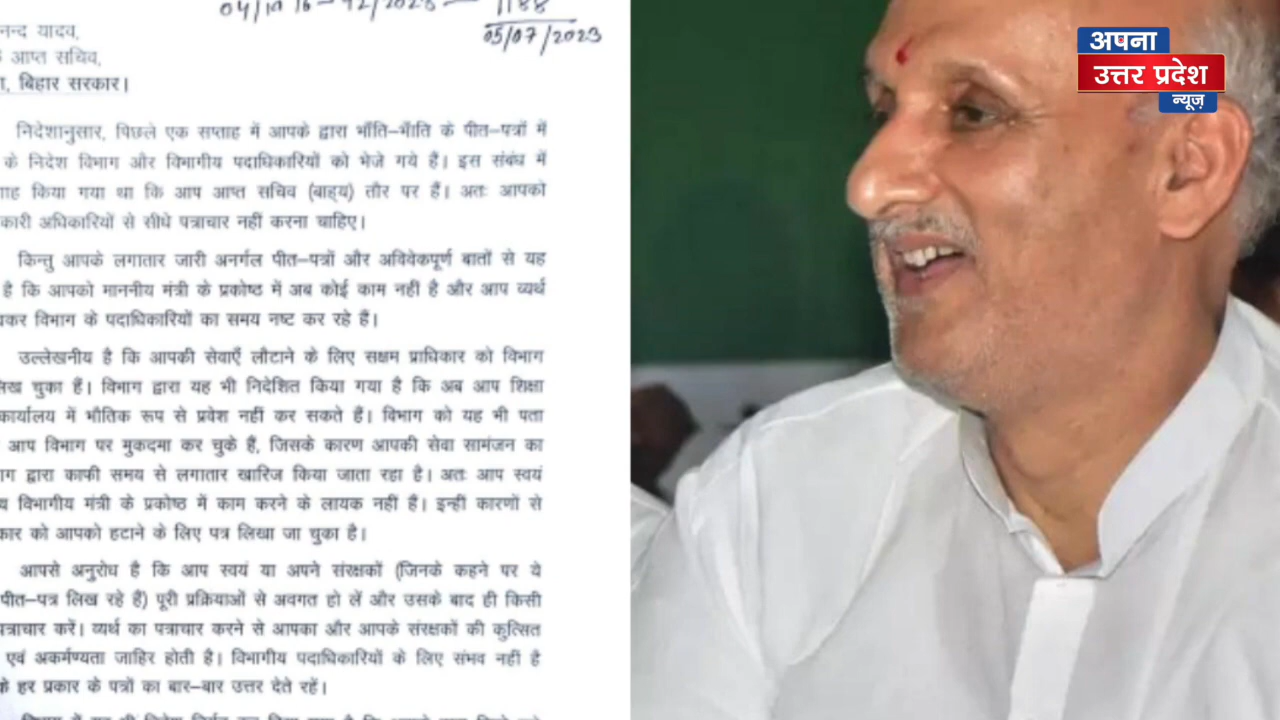 05/07/2023
नन्द यादव,
आप्त सचिव,
बिहार सरकार।
निदेशानुसार, पिछले एक सप्ताह में आपके द्वारा भाँति-भाँति के पीत-पत्रों में
के निदेश विभाग और विभागीय पदाधिकारियों को भेजे गये हैं। इस संबंध में
गाह किया गया था कि आप आप्त सचिव (बाह्य) तौर पर हैं। अतः आपको
कारी अधिकारियों से सीधे पत्राचार नहीं करना चाहिए।
किन्तु आपके लगातार जारी अनर्गल पीत-पत्रों और अविवेकपूर्ण बातों से यह
है कि आपको माननीय मंत्री के प्रकोष्ठ में अब कोई काम नहीं है और आप व्यर्थ
कर विभाग के पदाधिकारियों का समय नष्ट कर रहे हैं।
उल्लेखनीय है कि आपकी सेवाएँ लौटाने के लिए सक्षम प्राधिकार को विभाग
लिख चुका हैं। विभाग द्वारा यह भी निदेशित किया गया है कि अब आप शिक्षा
कार्यालय में भौतिक रूप से प्रवेश नहीं कर सकते हैं। विभाग को यह भी पता
आप विभाग पर मुकदमा कर चुके हैं, जिसके कारण आपकी सेवा सामंजन का
ाग द्वारा काफी समय से लगातार खारिज किया जाता रहा है। अतः आप स्वयं
विभागीय मंत्री के प्रकोष्ठ में काम करने के लायक नहीं हैं। इन्हीं कारणों से
कार को आपको हटाने के लिए पत्र लिखा जा चुका है।
आपसे अनुरोध है कि आप स्वयं या अपने संरक्षकों (जिनके कहने पर ये
पीत-पत्र लिख रहे हैं) पूरी प्रक्रियाओं से अवगत हो लें और उसके बाद ही किसी
पत्राचार करें। व्यर्थ का पत्राचार करने से आपका और आपके संरक्षकों की कुत्सित
एवं अकर्मण्यता जाहिर होती है। विभागीय पदाधिकारियों के लिए संभव नहीं है
हर प्रकार के पत्रों का बार-बार उत्तर देते रहें।
अपना
उत्तर प्रदेश
न्यूज़